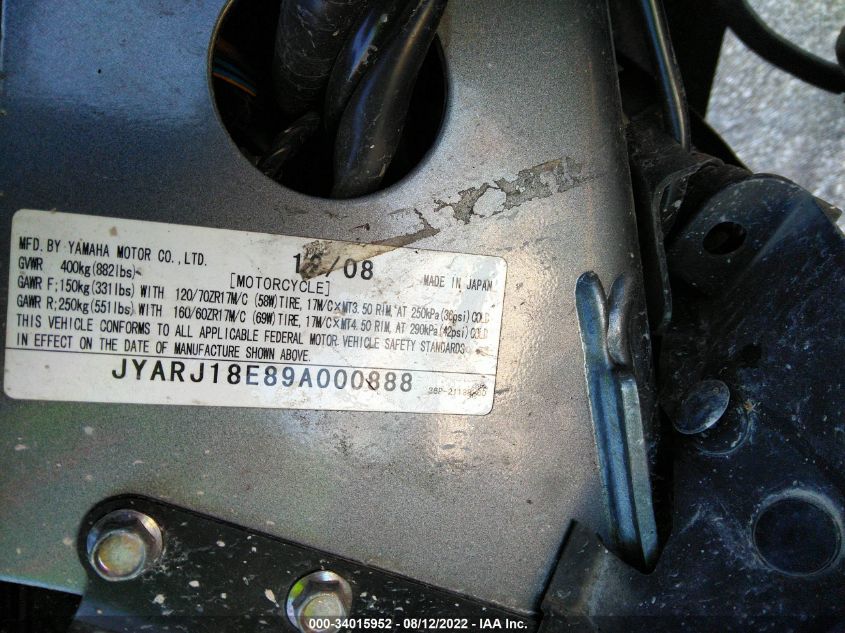 MFD. BY YAMAHA MOTOR CO., LTD. /08
GVWR 400kg(882lbs) [MOTORCYCLE] MADE IN JAPAN
GAWR F;150kg(331lbs) WITH 120/70ZR17M/C (58W)TIRE, 17M/C×MT3.50 RIM, AT 250kPa(36psi)COLD
GAWR R;250kg(551lbs) WITH 160/60ZR17M/C (69W)TIRE, 17M/C×MT4.50 RIM, AT 290kPa(42psi)COLD
THIS VEHICLE CONFORMS TO ALL APPLICABLE FEDERAL MOTOR VEHICLE SAFETY STANDARDS
IN EFFECT ON THE DATE OF MANUFACTURE SHOWN ABOVE.
JYARJ18E89A000888
000-34015952 - 08/12/2022 - IAA Inc.